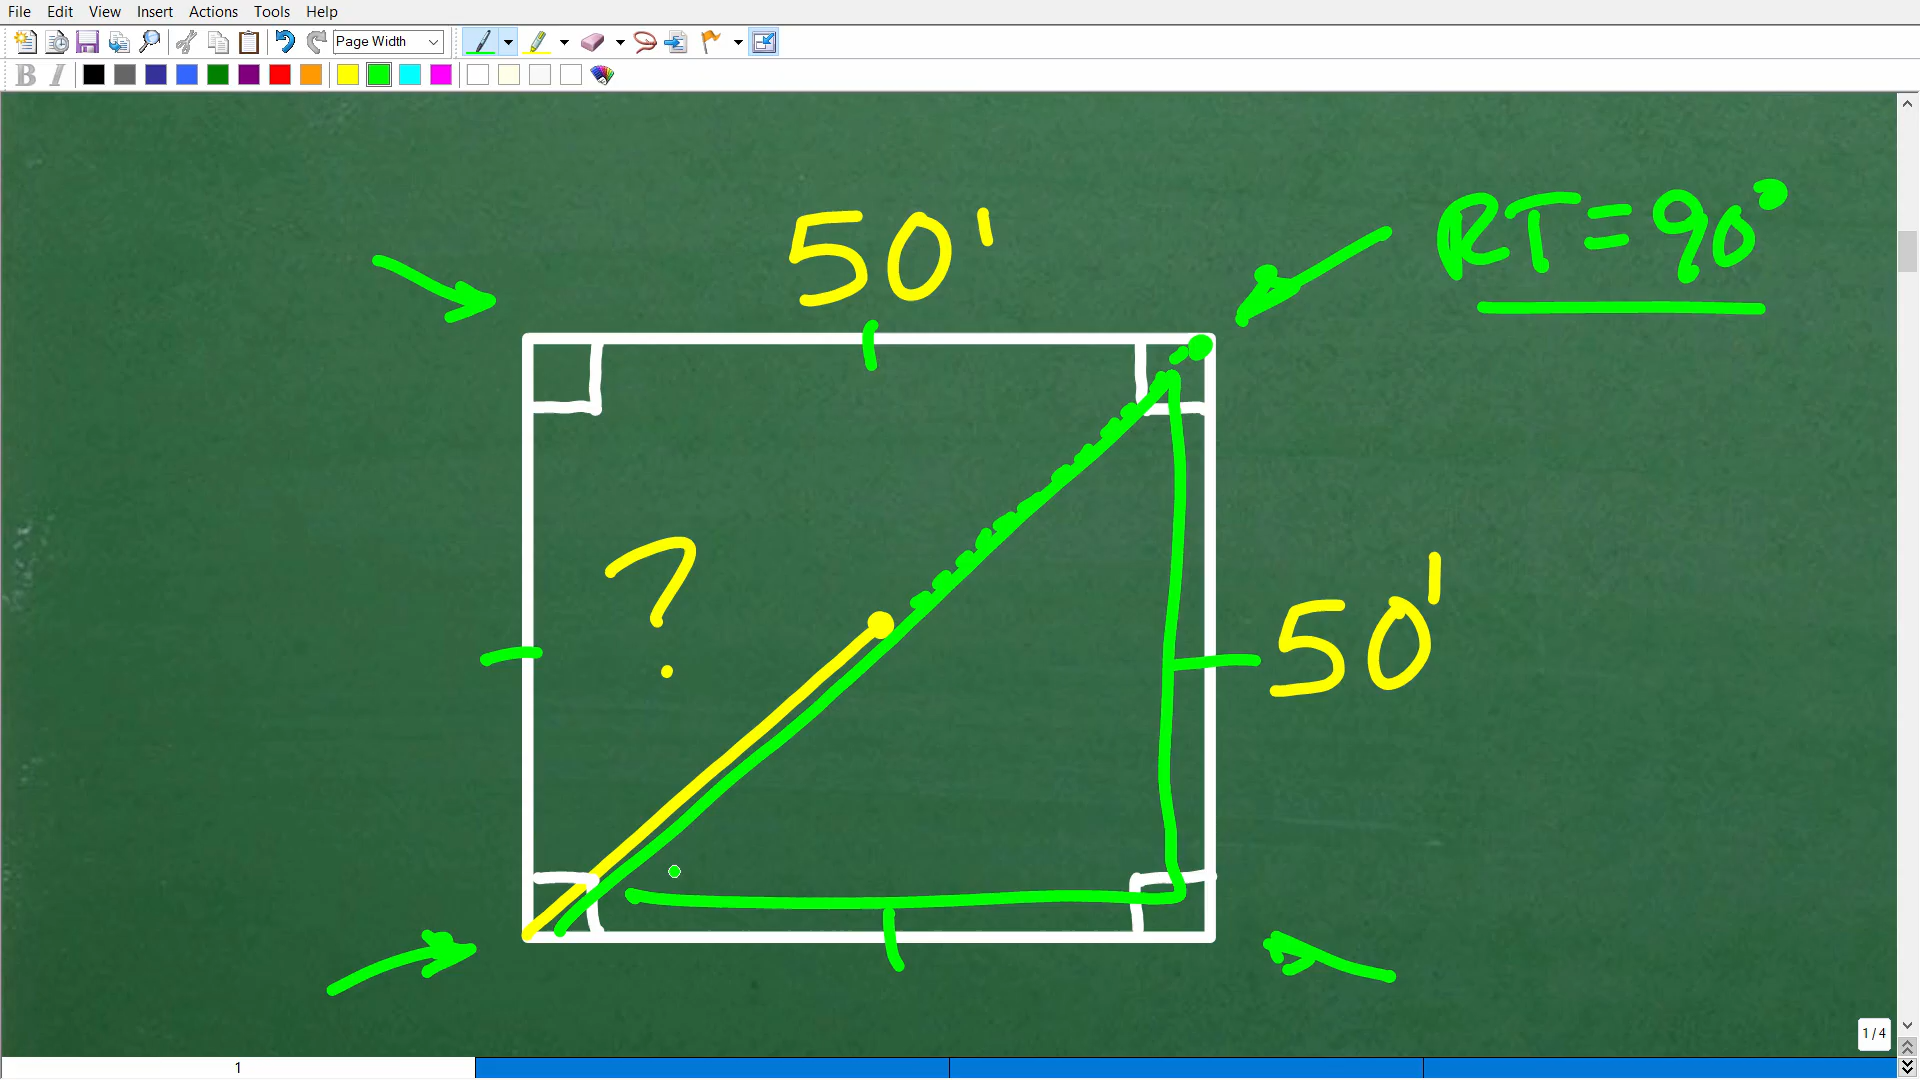 File Edit View Insert Actions Tools Help
Page Width
B I
50'
RT=90°
?
50'
1/4
1